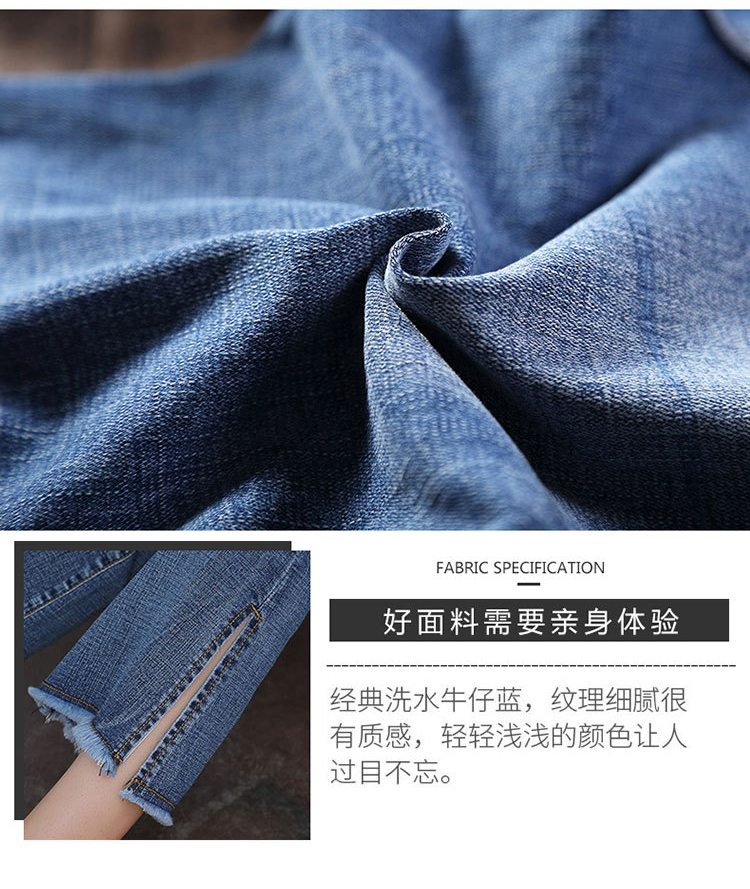 FABRIC SPECIFICATION
好面料需要亲身体验
经典洗水牛仔蓝，纹理细腻很
有质感，轻轻浅浅的颜色让人
过目不忘。